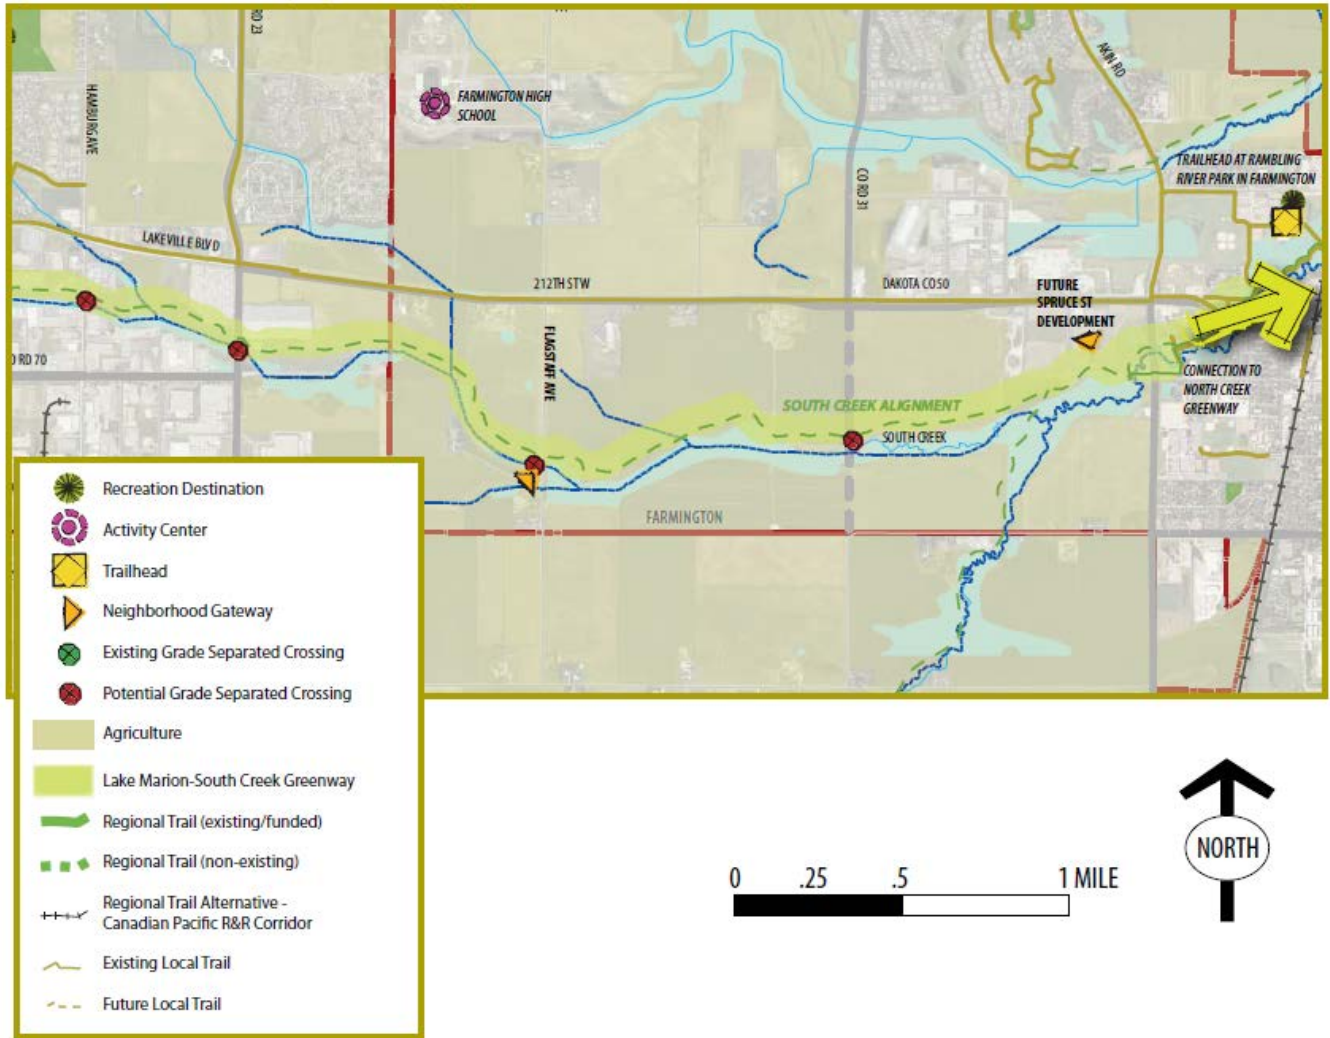 RD 23
HAMBURG AVE
FARMINGTON HIGH
SCHOOL
AKIN RD
TRAILHEAD AT RAMBLING
RIVER PARK IN FARMINGTON
CO RD 31
LAKEVILLE BLVD
212TH ST W
DAKOTA CO 50
FUTURE
SPRUCE ST
DEVELOPMENT
FLAGSTAFF AVE
RD 70
CONNECTION TO
NORTH CREEK
GREENWAY
SOUTH CREEK ALIGNMENT
SOUTH CREEK
FARMINGTON
Recreation Destination
Activity Center
Trailhead
Neighborhood Gateway
Existing Grade Separated Crossing
Potential Grade Separated Crossing
Agriculture
Lake Marion-South Creek Greenway
Regional Trail (existing/funded)
Regional Trail (non-existing)
Regional Trail Alternative -
Canadian Pacific R&R Corridor
Existing Local Trail
Future Local Trail
0 .25 .5 1 MILE
NORTH